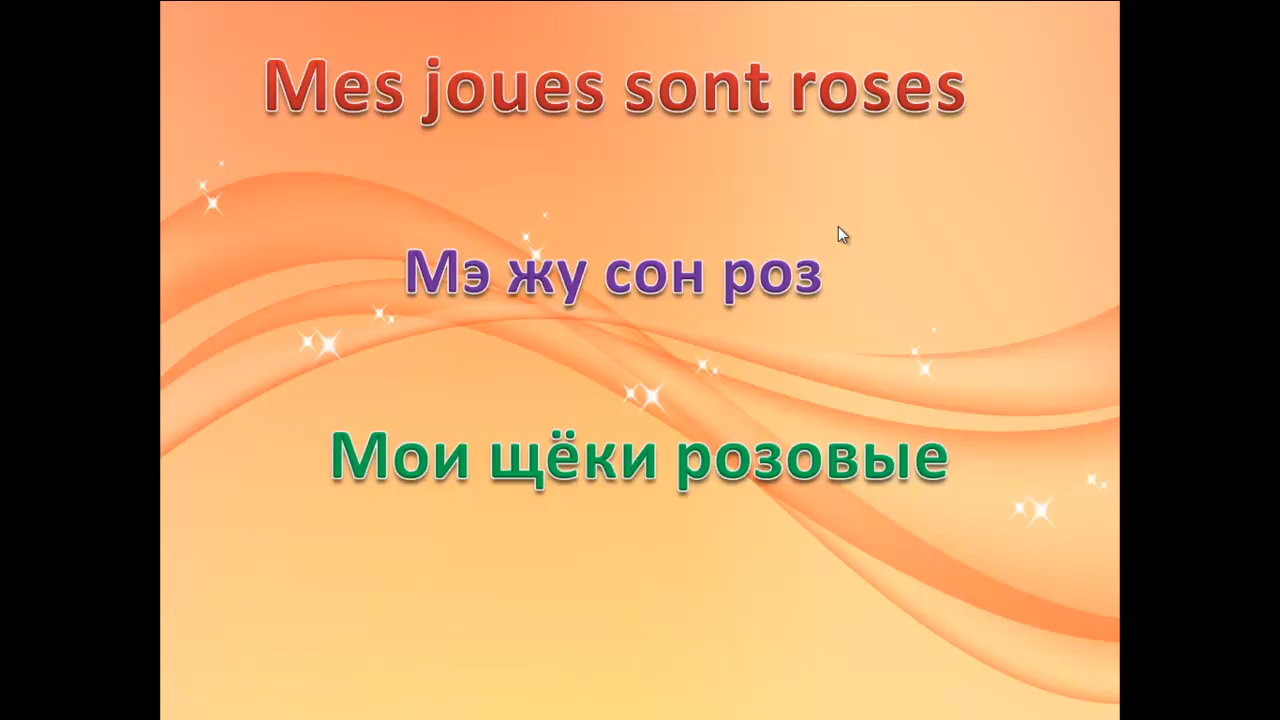 Mes joues sont roses
Мэ жу сон роз
Мои щёки розовые